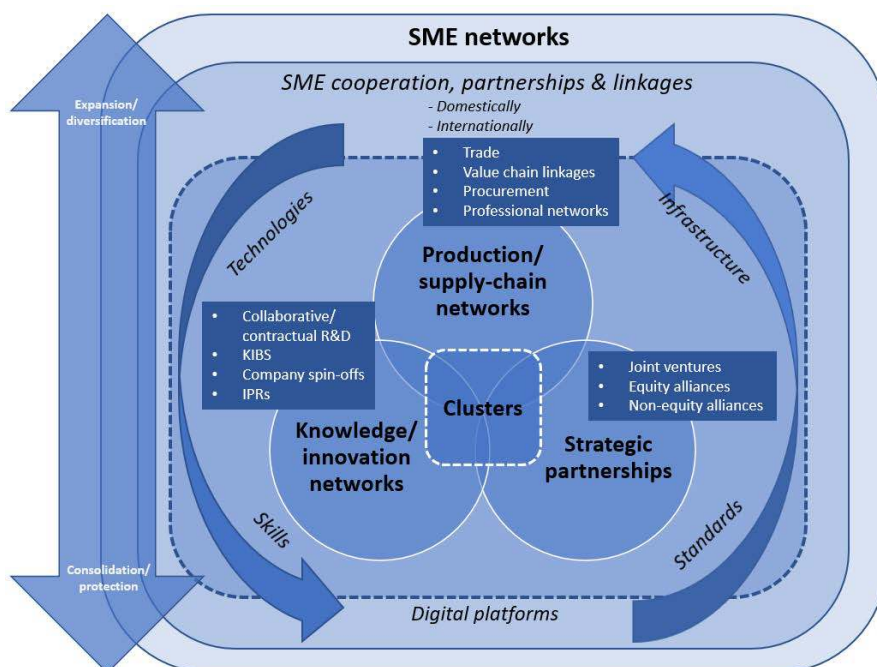 SME networks
SME cooperation, partnerships & linkages
- Domestically
- Internationally
Expansion/
diversification
• Trade
• Value chain linkages
• Procurement
• Professional networks
Technologies
Infrastructure
Production/
supply-chain
networks
• Collaborative/
contractual R&D
• KIBS
• Company spin-offs
• IPRs
• Joint ventures
• Equity alliances
• Non-equity alliances
Clusters
Knowledge/
innovation
networks
Strategic
partnerships
Skills
Standards
Consolidation/
protection
Digital platforms